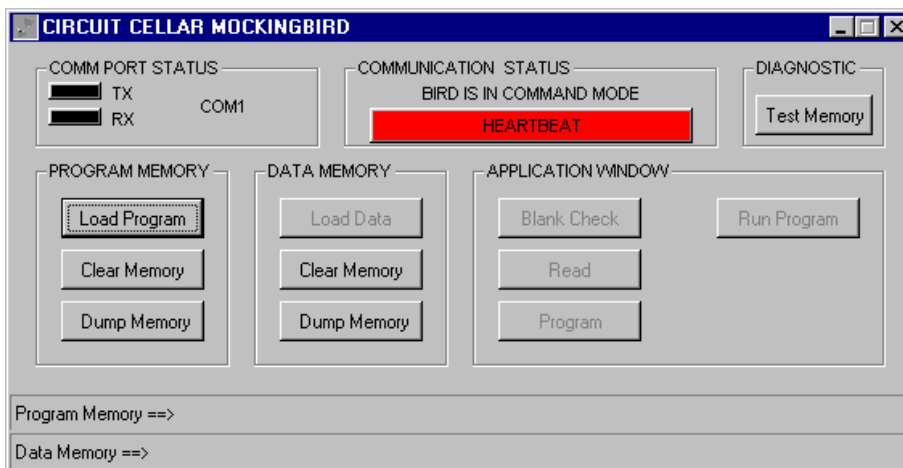 CIRCUIT CELLAR MOCKINGBIRD
COMM PORT STATUS
TX
RX
COM1
COMMUNICATION STATUS
BIRD IS IN COMMAND MODE
HEARTBEAT
DIAGNOSTIC
Test Memory
PROGRAM MEMORY
Load Program
Clear Memory
Dump Memory
DATA MEMORY
Load Data
Clear Memory
Dump Memory
APPLICATION WINDOW
Blank Check
Run Program
Read
Program
Program Memory ==>
Data Memory ==>